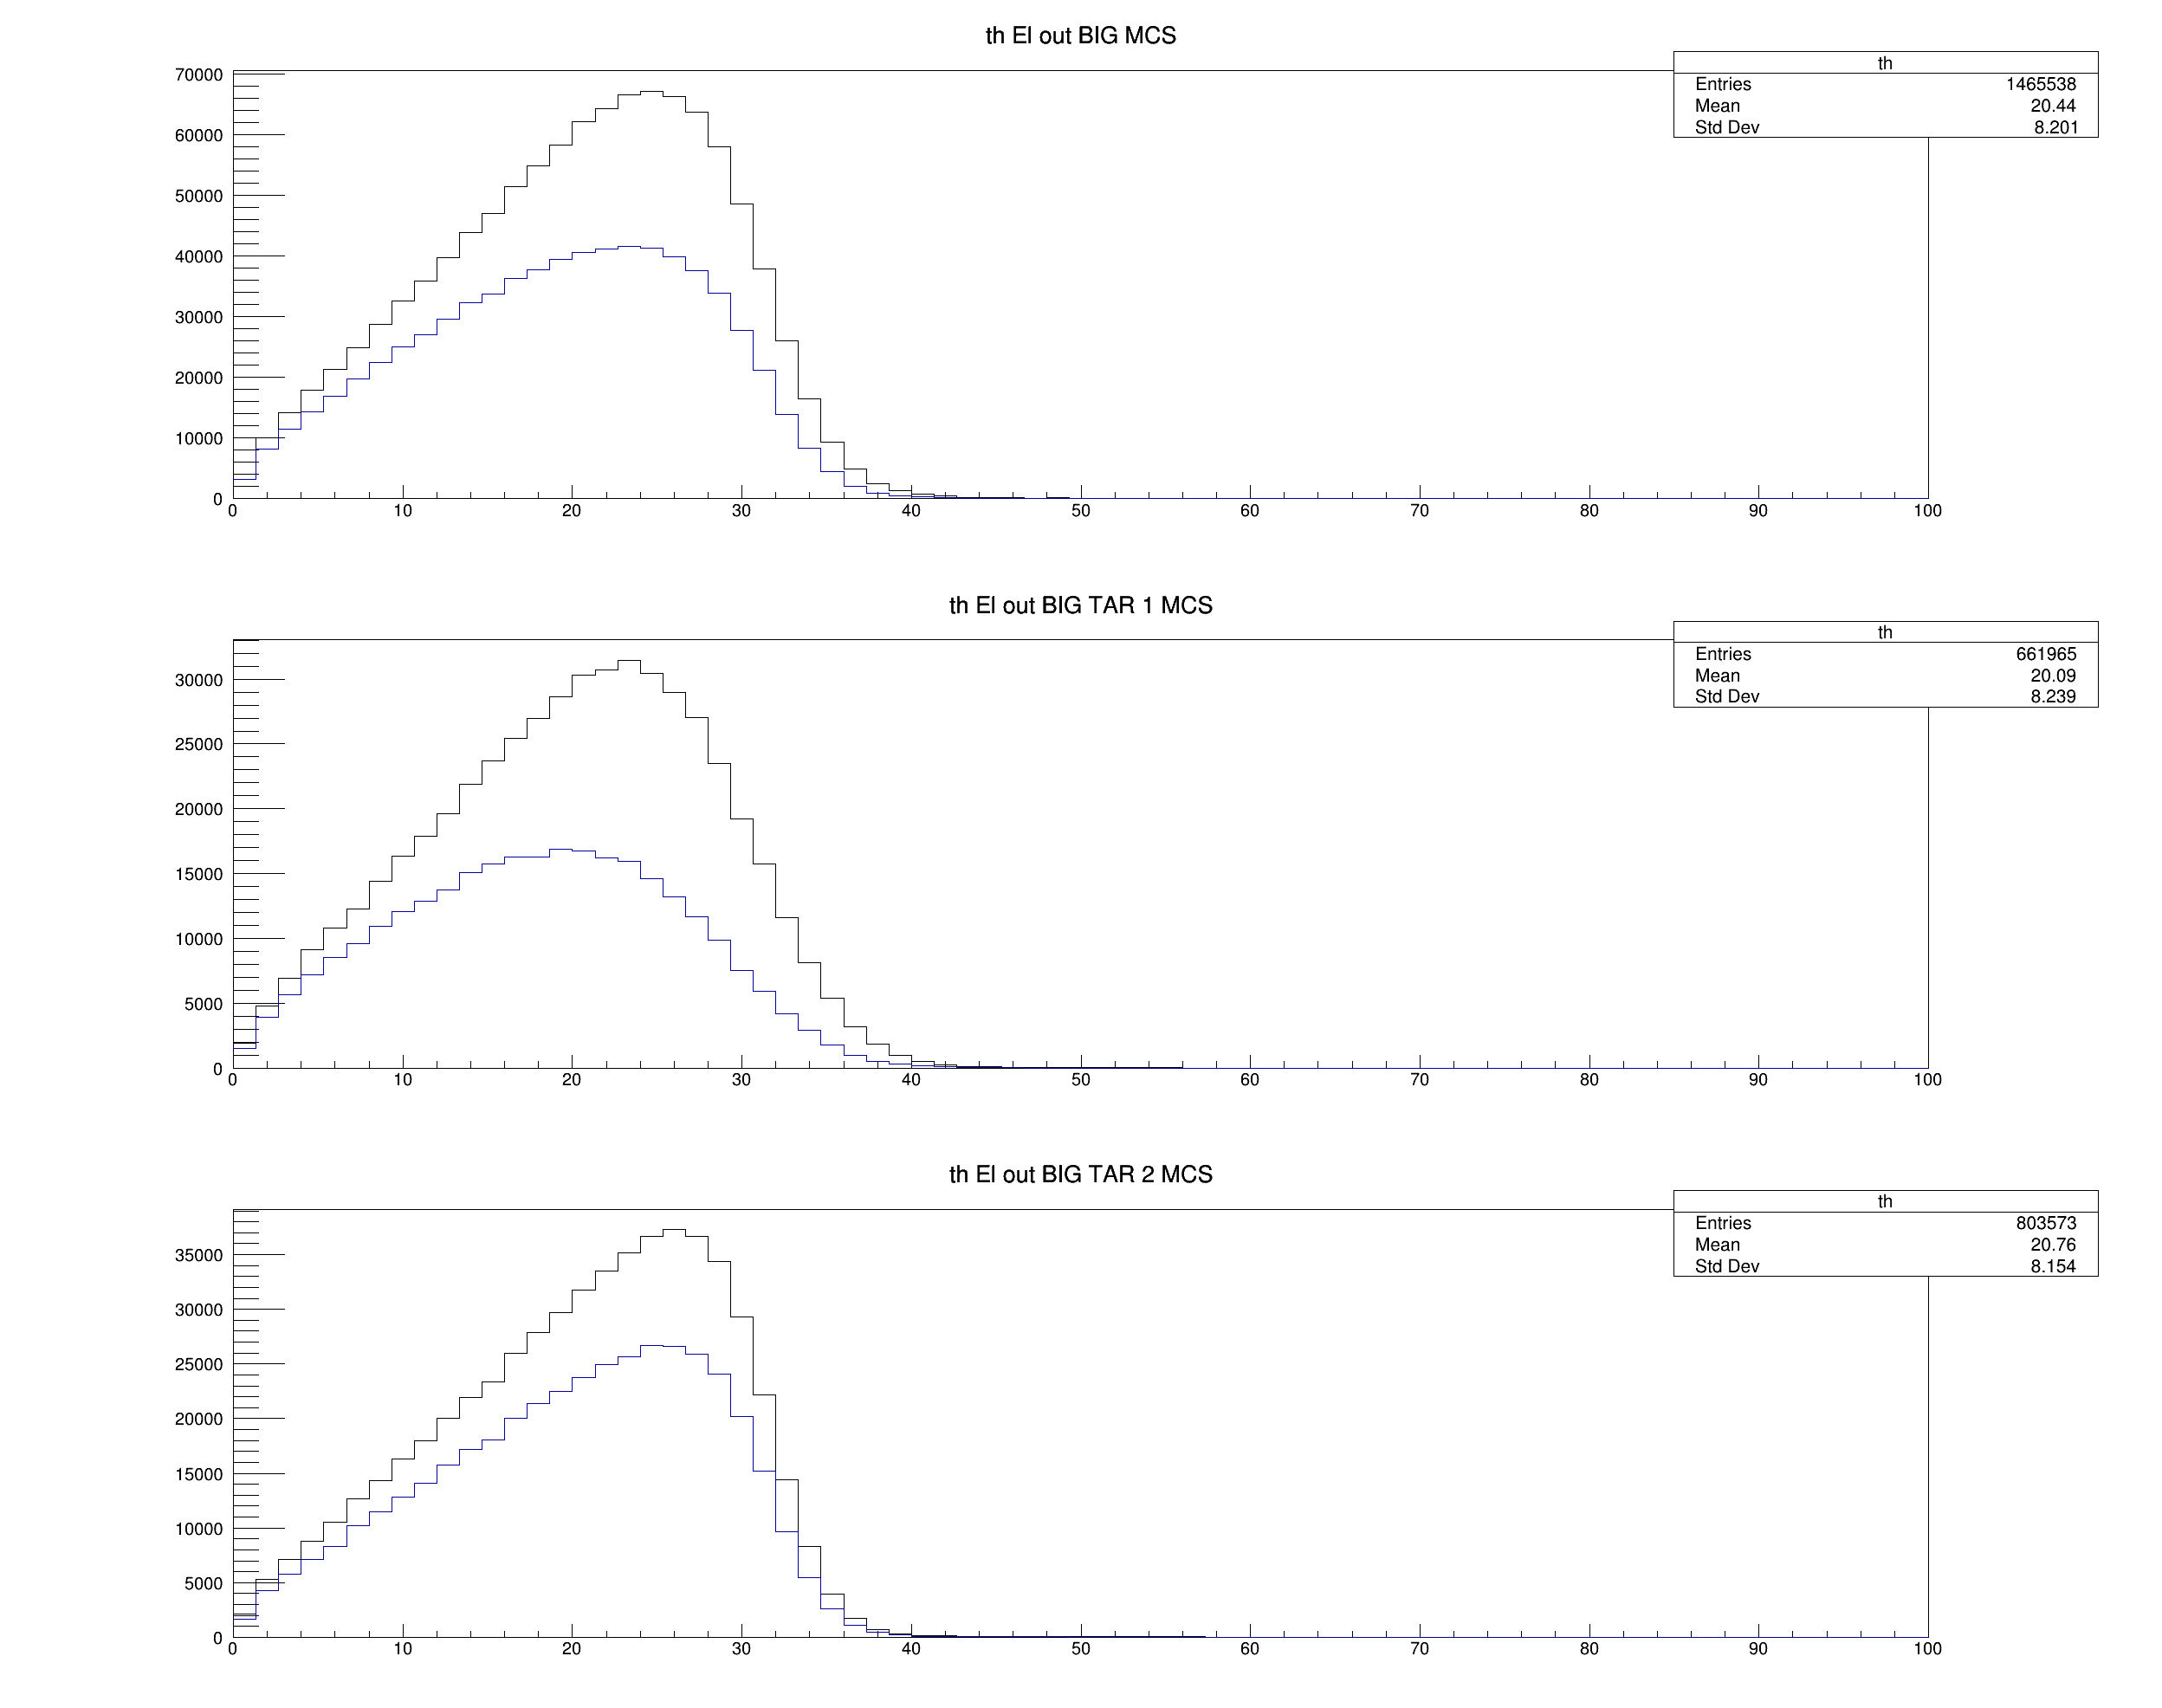 th El out BIG MCS
th
Entries 1465538
Mean 20.44
Std Dev 8.201
70000
60000
50000
40000
30000
20000
10000
0
0 10 20 30 40 50 60 70 80 90 100
th El out BIG TAR 1 MCS
th
Entries 661965
Mean 20.09
Std Dev 8.239
30000
25000
20000
15000
10000
5000
0
0 10 20 30 40 50 60 70 80 90 100
th El out BIG TAR 2 MCS
th
Entries 803573
Mean 20.76
Std Dev 8.154
35000
30000
25000
20000
15000
10000
5000
0
0 10 20 30 40 50 60 70 80 90 100